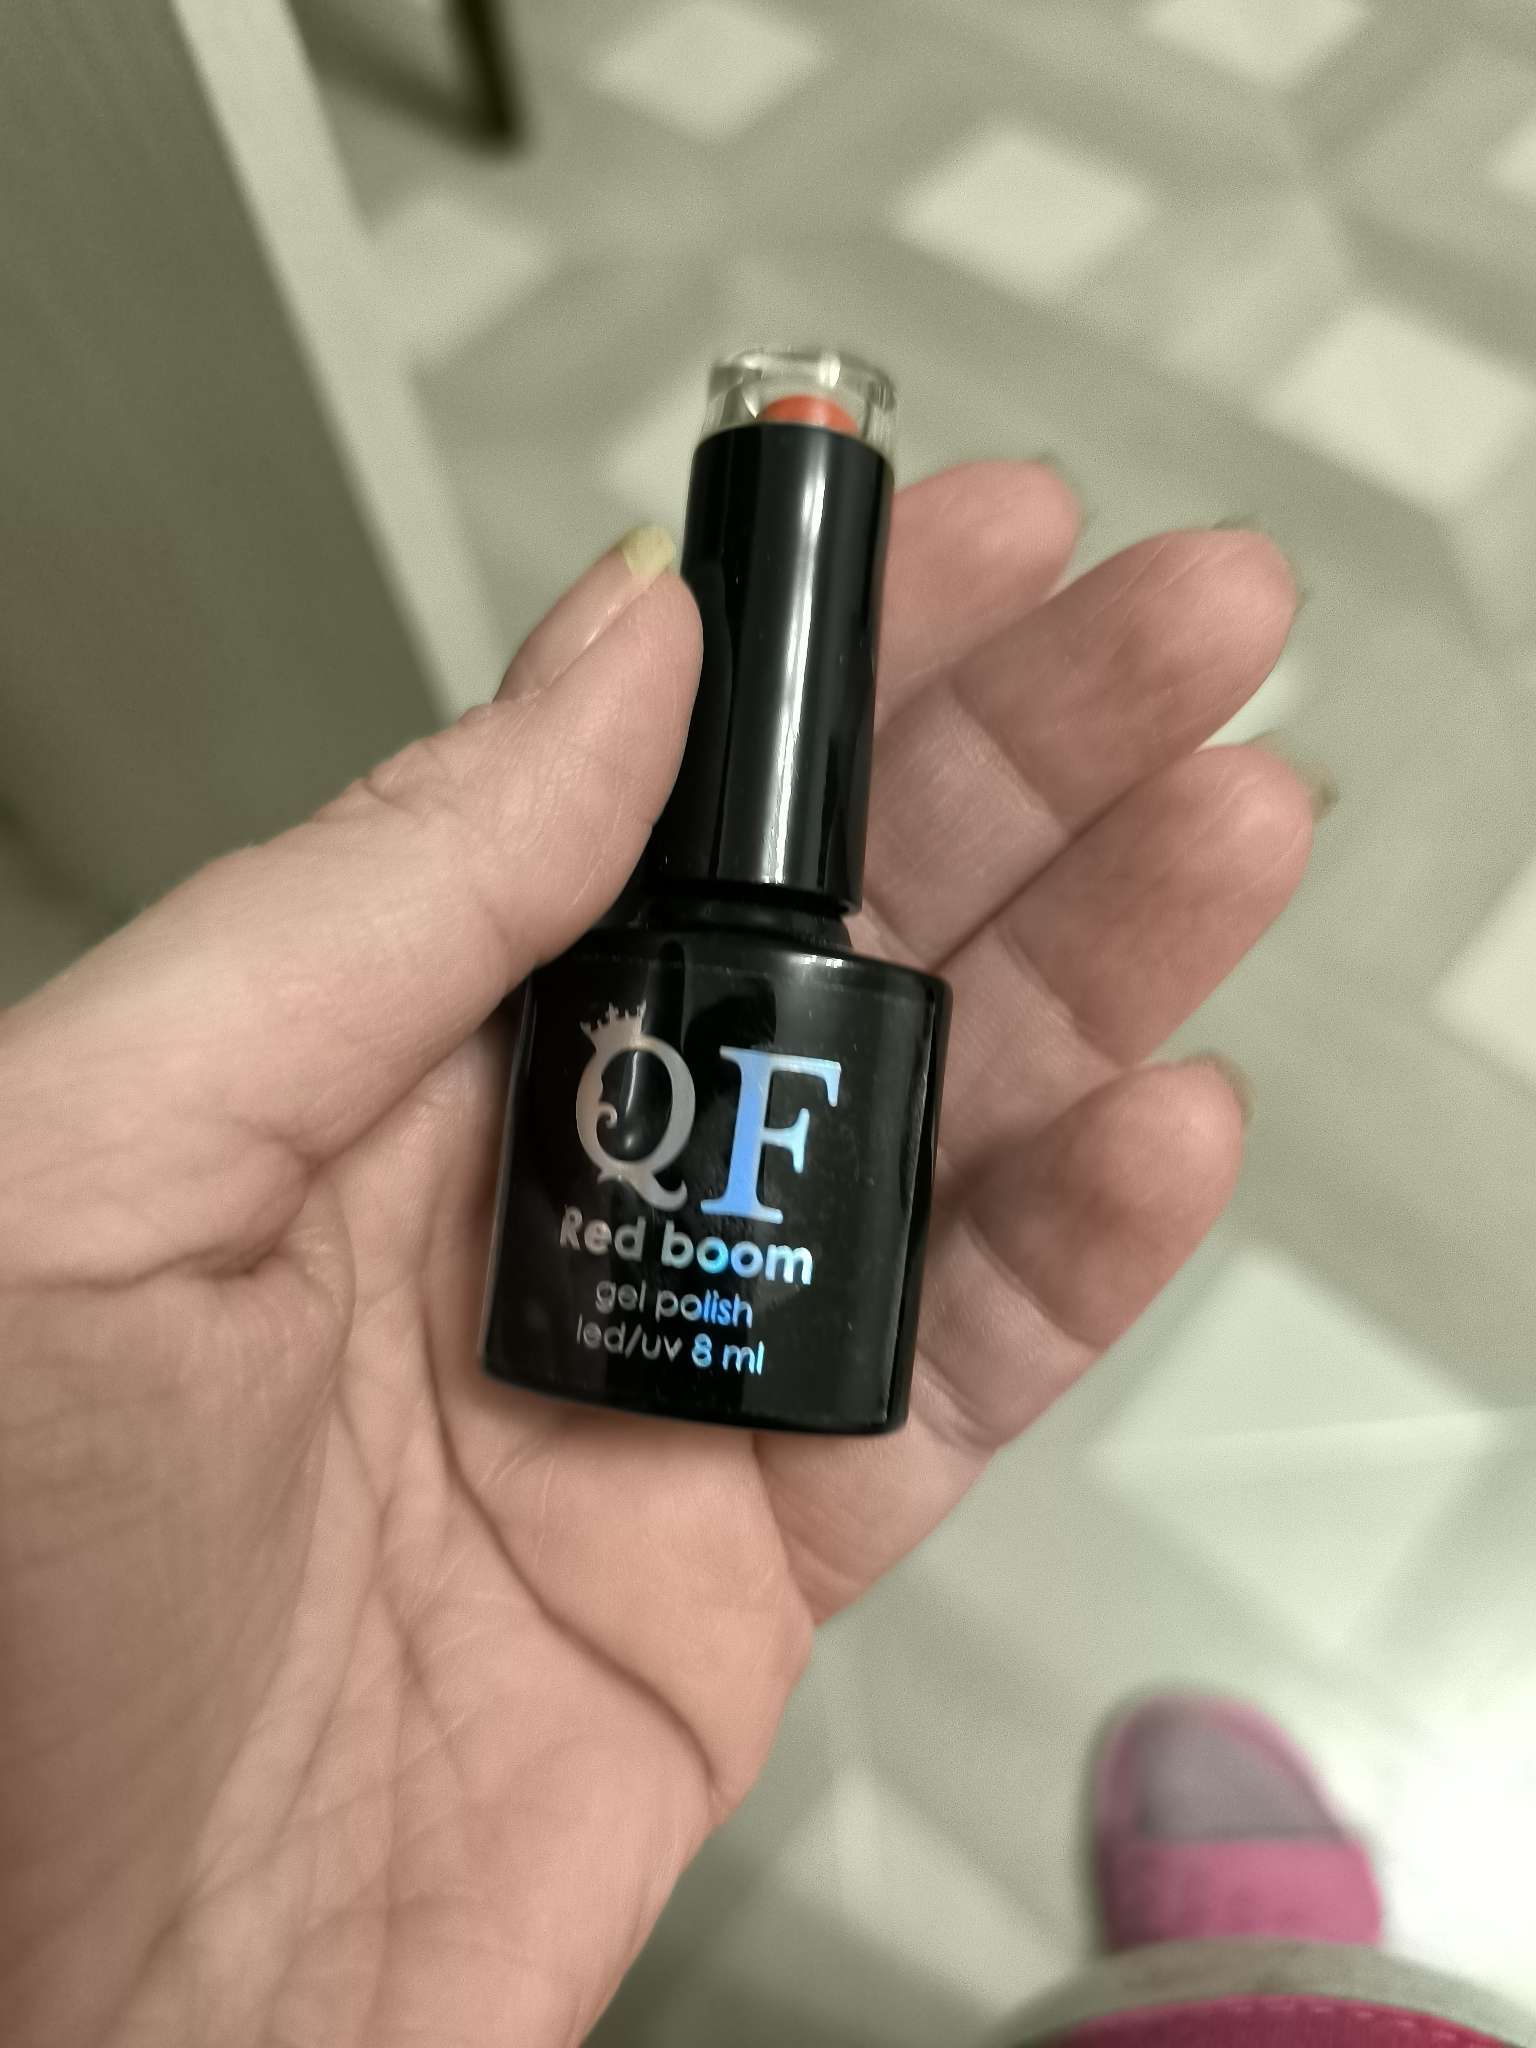 QF
Red boom
gel polish
led/uv 8 ml